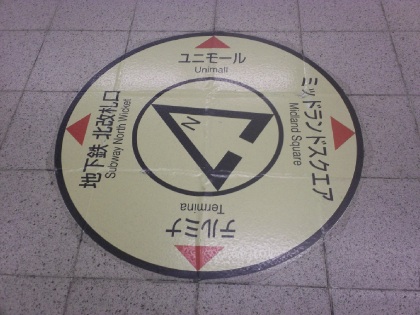 ユニモール
Unimall
ミッドランドスクエア
Midland Square
テルミナ
Termina
地下鉄 北改札口
Subway North Wicket
N